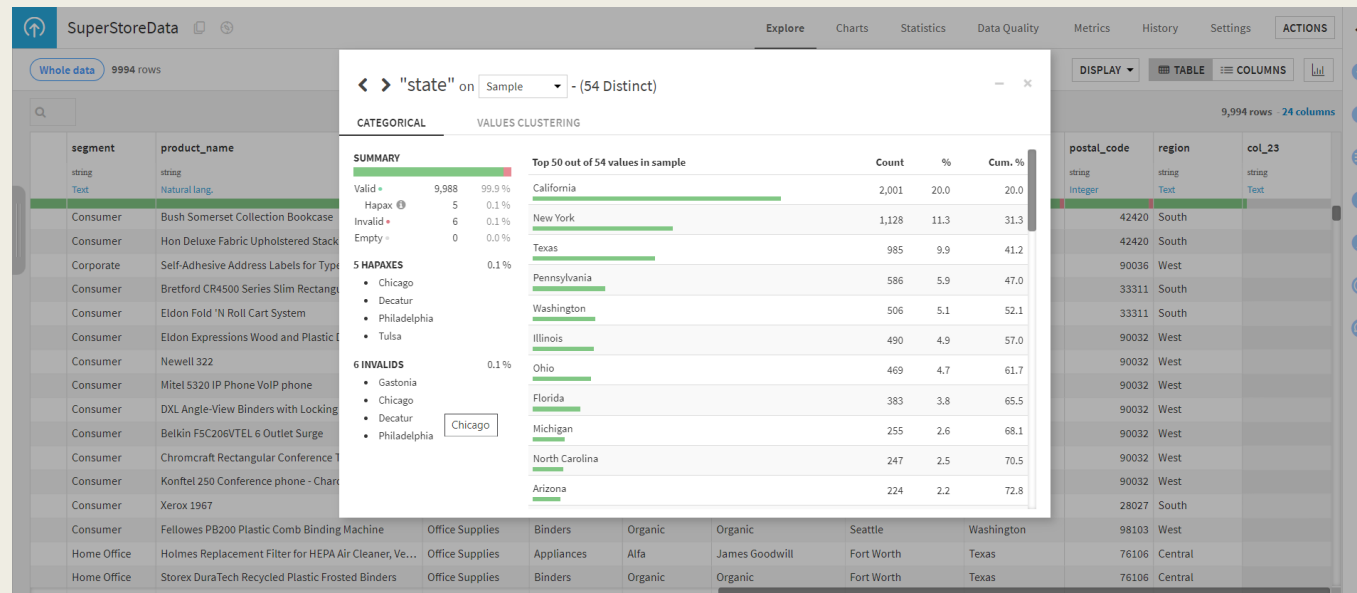 SuperStoreData
Explore Charts Statistics Data Quality Metrics History Settings ACTIONS
Whole data 9994 rows
DISPLAY TABLE COLUMNS
"state" on Sample - (54 Distinct)
9,994 rows - 24 columns
CATEGORICAL VALUES CLUSTERING
segment product_name postal_code region col_23
string string string string string
Text Natural lang. Integer Text Text
SUMMARY
Valid 9,988 99.9 %
Hapax 5 0.1 %
Invalid 6 0.1 %
Empty 0 0.0 %
5 HAPAXES 0.1 %
Chicago
Decatur
Philadelphia
Tulsa
6 INVALIDS 0.1 %
Gastonia
Chicago
Decatur
Philadelphia
Chicago
Top 50 out of 54 values in sample Count % Cum. %
California 2,001 20.0 20.0
New York 1,128 11.3 31.3
Texas 985 9.9 41.2
Pennsylvania 586 5.9 47.0
Washington 506 5.1 52.1
Illinois 490 4.9 57.0
Ohio 469 4.7 61.7
Florida 383 3.8 65.5
Michigan 255 2.6 68.1
North Carolina 247 2.5 70.5
Arizona 224 2.2 72.8
Consumer Bush Somerset Collection Bookcase 42420 South
Consumer Hon Deluxe Fabric Upholstered Stack 42420 South
Corporate Self-Adhesive Address Labels for Type 90036 West
Consumer Bretford CR4500 Series Slim Rectangu 33311 South
Consumer Eldon Fold 'N Roll Cart System 33311 South
Consumer Eldon Expressions Wood and Plastic 90032 West
Consumer Newell 322 90032 West
Consumer Mitel 5320 IP Phone VoIP phone 90032 West
Consumer DXL Angle-View Binders with Locking 90032 West
Consumer Belkin F5C206VTEL 6 Outlet Surge 90032 West
Consumer Chromcraft Rectangular Conference T 90032 West
Consumer Konftel 250 Conference phone - Charc 90032 West
Consumer Xerox 1967 28027 South
Consumer Fellowes PB200 Plastic Comb Binding Machine Office Supplies Binders Organic Organic Seattle Washington 98103 West
Home Office Holmes Replacement Filter for HEPA Air Cleaner, Ve... Office Supplies Appliances Alfa James Goodwill Fort Worth Texas 76106 Central
Home Office Storex DuraTech Recycled Plastic Frosted Binders Office Supplies Binders Organic Organic Fort Worth Texas 76106 Central